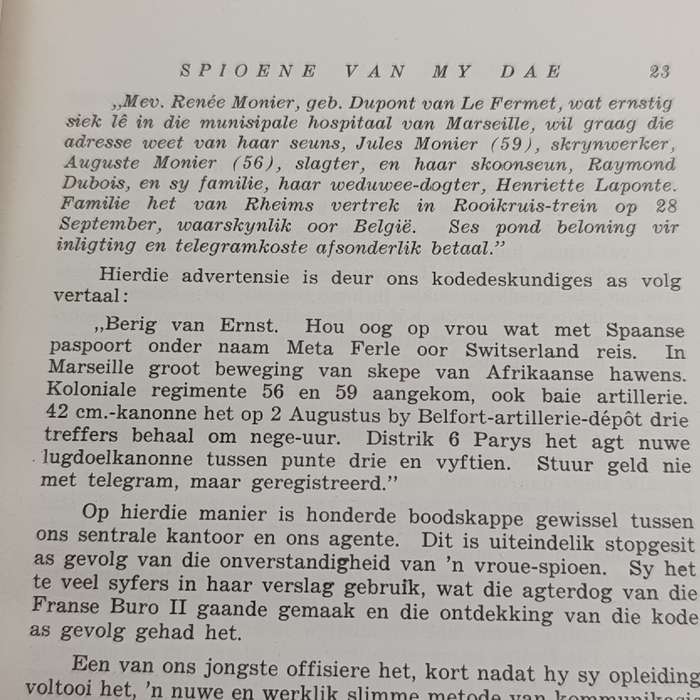 SPIOENE VAN MY DAE 23
„Mev. Renée Monier, geb. Dupont van Le Fermet, wat ernstig
siek lê in die munisipale hospitaal van Marseille, wil graag die
adresse weet van haar seuns, Jules Monier (59), skrynwerker,
Auguste Monier (56), slagter, en haar skoonseun, Raymond
Dubois, en sy familie, haar weduwee-dogter, Henriette Laponte.
Familie het van Rheims vertrek in Rooikruis-trein op 28
September, waarskynlik oor België. Ses pond beloning vir
inligting en telegramkoste afsonderlik betaal.”
Hierdie advertensie is deur ons kodedeskundiges as volg
vertaal:
„Berig van Ernst. Hou oog op vrou wat met Spaanse
paspoort onder naam Meta Ferle oor Switserland reis. In
Marseille groot beweging van skepe van Afrikaanse hawens.
Koloniale regimente 56 en 59 aangekom, ook baie artillerie.
42 cm.-kanonne het op 2 Augustus by Belfort-artillerie-dépôt drie
treffers behaal om nege-uur. Distrik 6 Parys het agt nuwe
lugdoelkanonne tussen punte drie en vyftien. Stuur geld nie
met telegram, maar geregistreerd.”
Op hierdie manier is honderde boodskappe gewissel tussen
ons sentrale kantoor en ons agente. Dit is uiteindelik stopgesit
as gevolg van die onverstandigheid van 'n vroue-spioen. Sy het
te veel syfers in haar verslag gebruik, wat die agterdog van die
Franse Buro II gaande gemaak en die ontdekking van die kode
as gevolg gehad het.
Een van ons jongste offisiere het, kort nadat hy sy opleiding
voltooi het, 'n nuwe en werklik slimme metode van kommunikasie